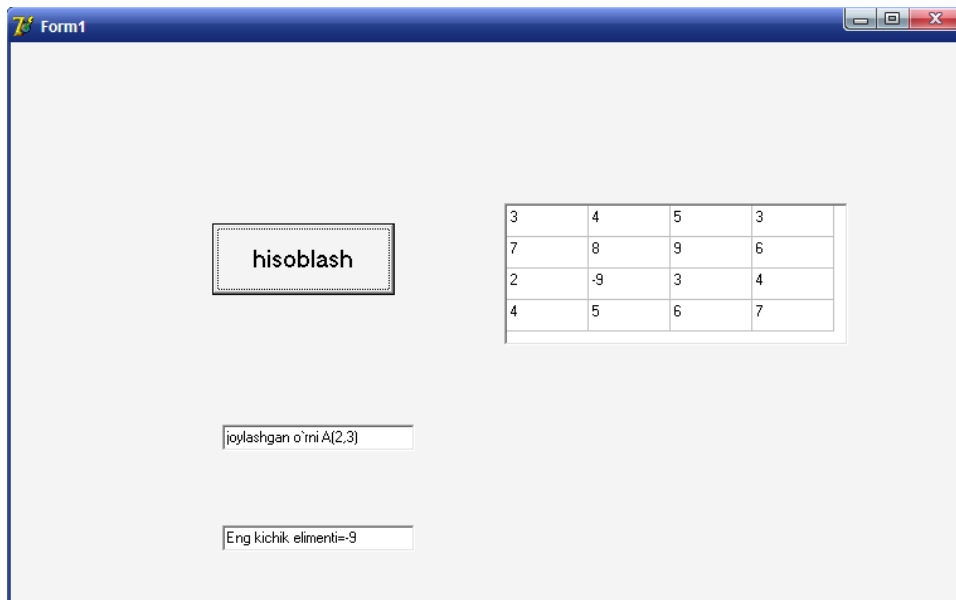 Form1
hisoblash
3 4 5 3
7 8 9 6
2 -9 3 4
4 5 6 7
joylashgan o`rni A(2,3)
Eng kichik elimenti=-9